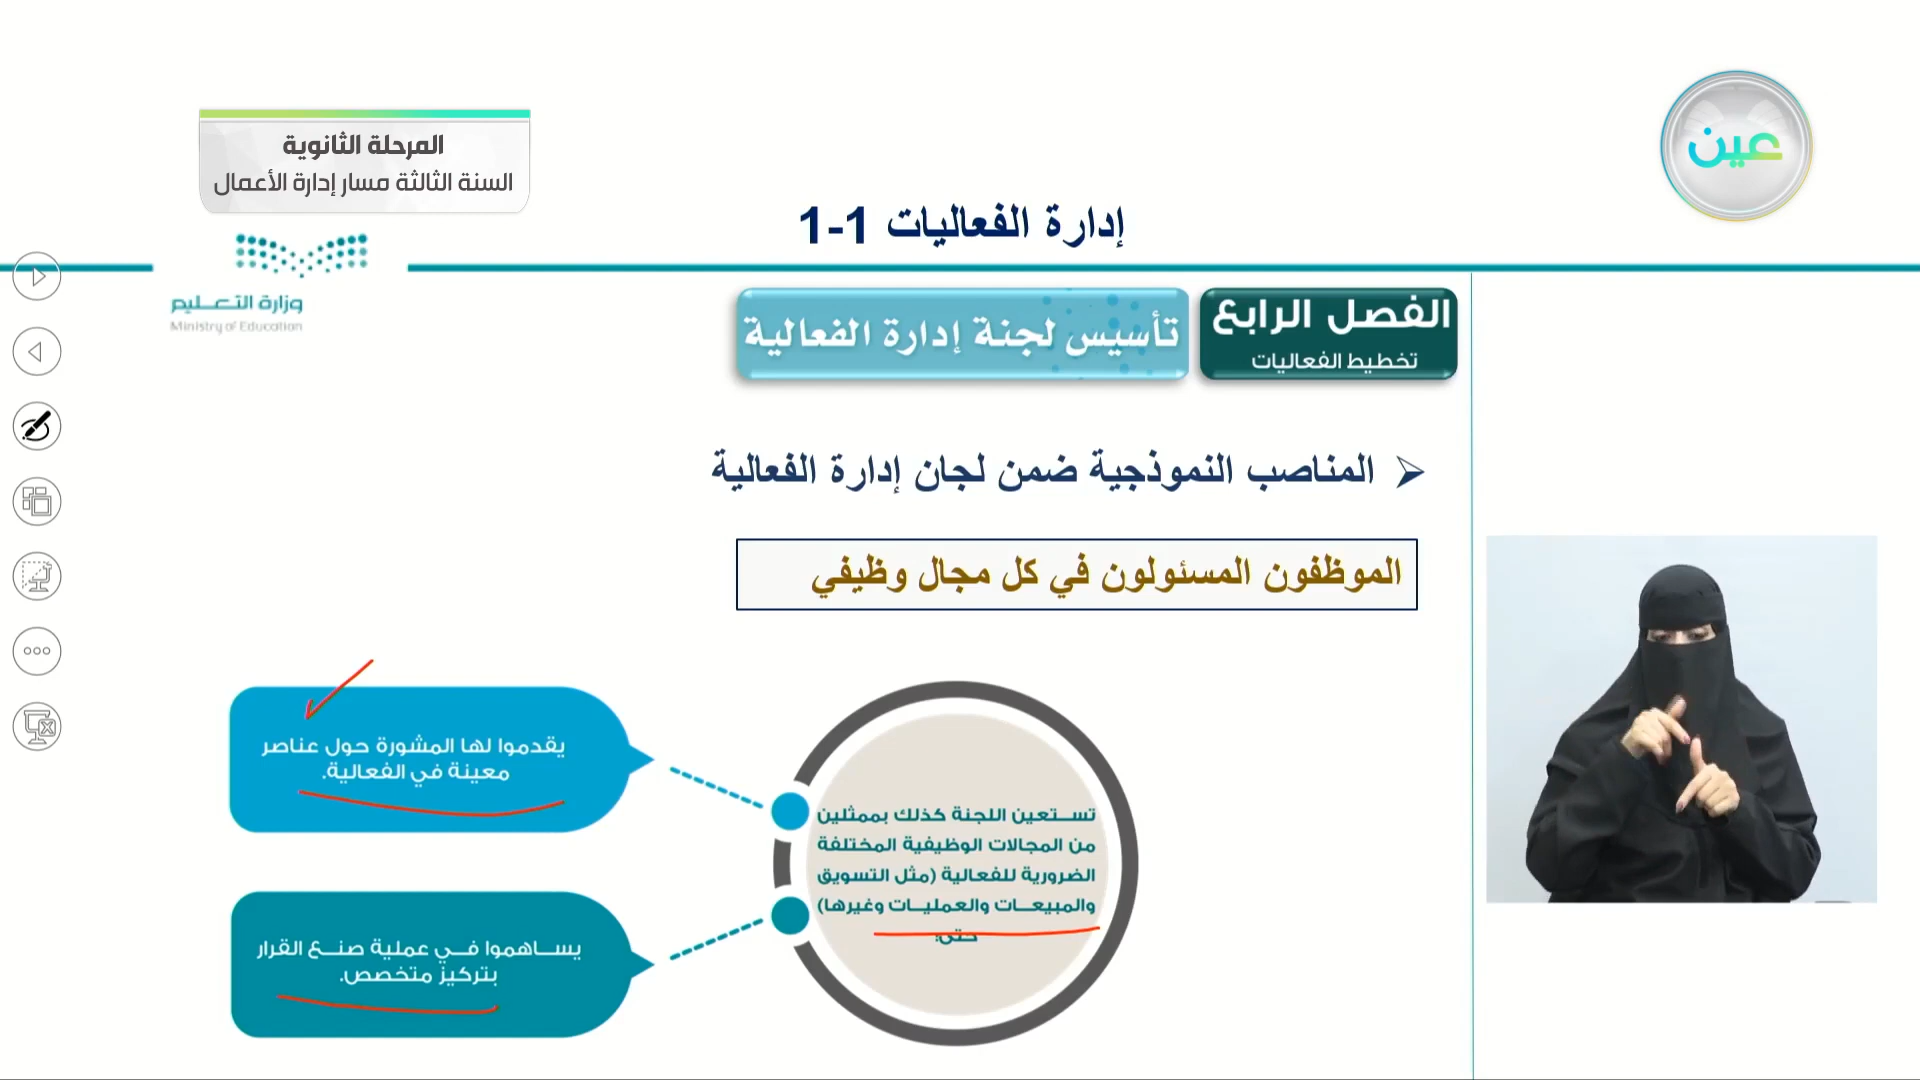 عين
المرحلة الثانوية
السنة الثالثة مسار إدارة الأعمال
إدارة الفعاليات 1-1
وزارة التعليم
Ministry of Education
الفصل الرابع
تخطيط الفعاليات
تأسيس لجنة إدارة الفعالية
المناصب النموذجية ضمن لجان إدارة الفعالية
الموظفون المسئولون في كل مجال وظيفي
تستعين اللجنة كذلك بممثلين
من المجالات الوظيفية المختلفة
الضرورية للفعالية (مثل التسويق
والمبيعات والعمليات وغيرها)
حتى:
يقدموا لها المشورة حول عناصر
معينة في الفعالية.
يساهموا في عملية صنع القرار
بتركيز متخصص.